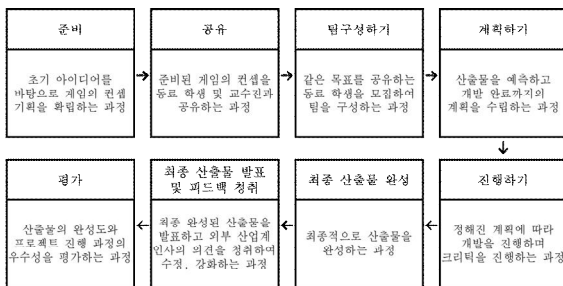 준비
초기 아이디어를
바탕으로 게임의 컨셉
기획을 확립하는 과정
공유
준비된 게임의 컨셉을
동료 학생 및 교수진과
공유하는 과정
팀구성하기
같은 목표를 공유하는
동료 학생을 모집하여
팀을 구성하는 과정
계획하기
산출물을 예측하고
개발 완료까지의
계획을 수립하는 과정
진행하기
정해진 계획에 따라
개발을 진행하며
크리틱을 진행하는 과정
최종 산출물 완성
최종적으로 산출물을
완성하는 과정
최종 산출물 발표
및 피드백 청취
최종 완성된 산출물을
발표하고 외부 산업계
인사의 의견을 청취하여
수정, 강화하는 과정
평가
산출물의 완성도와
프로젝트 진행 과정의
우수성을 평가하는 과정